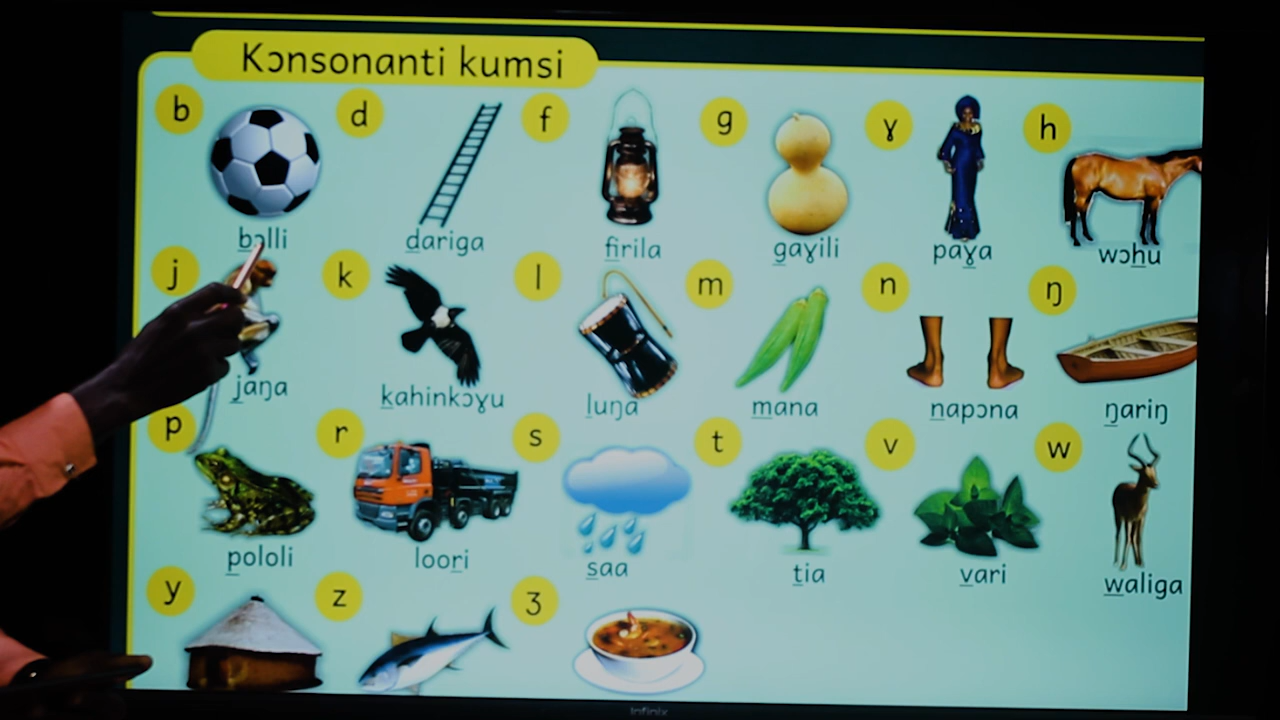 Kɔnsonanti kumsi
b d f g ɣ h
bɔlli dariga firila gaɣili paɣa wɔhu
j k l m n ŋ
jaŋa kahinkɔɣu luŋa mana napɔna ŋariŋ
p r s t v w
pololi loori saa tia vari waliga
y z ʒ
Infinix